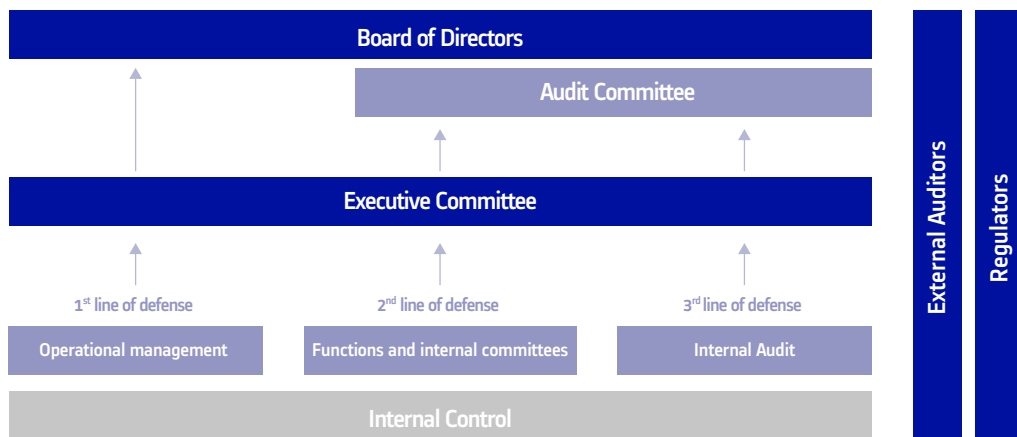 Board of Directors
Audit Committee
Executive Committee
1st line of defense
2nd line of defense
3rd line of defense
Operational management
Functions and internal committees
Internal Audit
Internal Control
External Auditors
Regulators